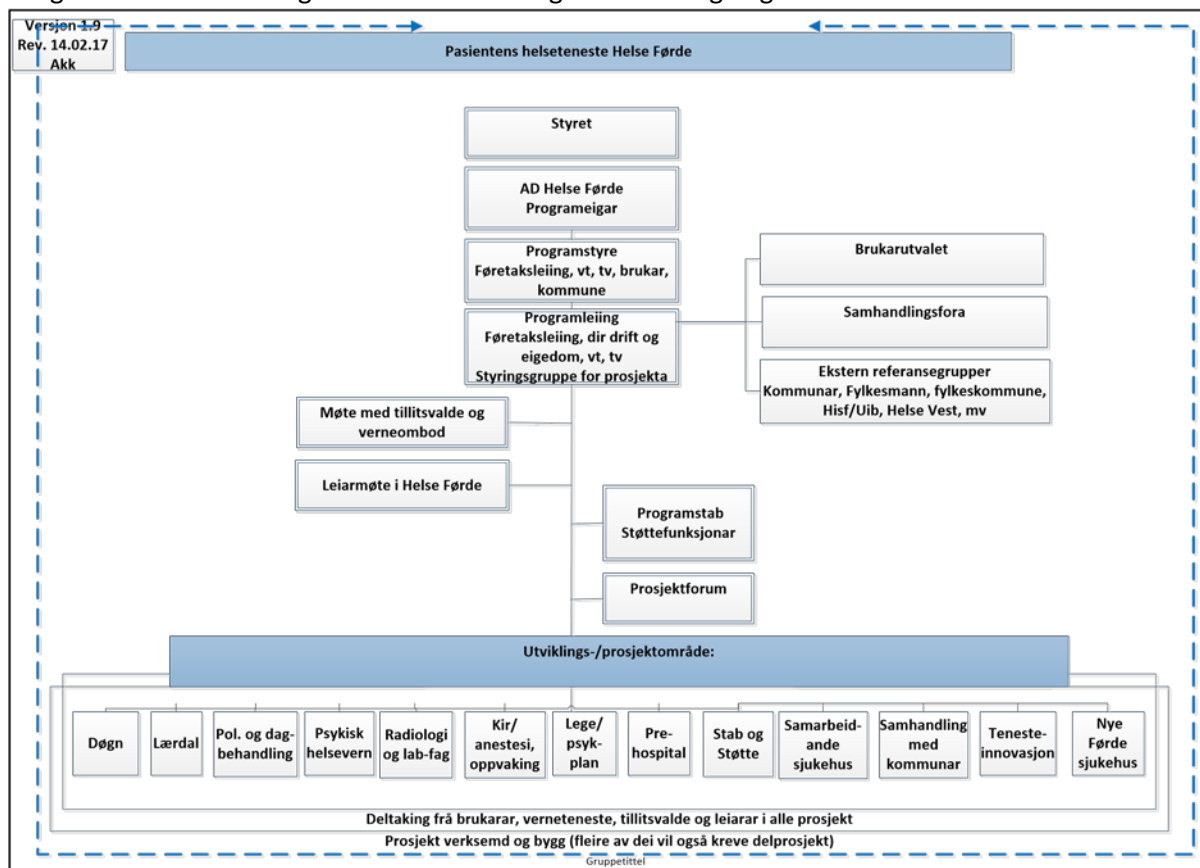 Versjon 1.9
Rev. 14.02.17
Akk
Pasientens helseteneste Helse Førde
Styret
AD Helse Førde
Programeigar
Programstyre
Føretaksleiing, vt, tv, brukar,
kommune
Programleiing
Føretaksleiing, dir drift og
eigedom, vt, tv
Styringsgruppe for prosjekta
Brukarutvalet
Samhandlingsfora
Ekstern referansegrupper
Kommunar, Fylkesmann, fylkeskommune,
Hisf/Uib, Helse Vest, mv
Møte med tillitsvalde og
verneombod
Leiarmøte i Helse Førde
Programstab
Støttefunksjonar
Prosjektforum
Utviklings-/prosjektområde:
Døgn
Lærdal
Pol. og dag-
behandling
Psykisk
helsevern
Radiologi
og lab-fag
Kir/
anestesi,
oppvaking
Lege/
psyk-
plan
Pre-
hospital
Stab og
Støtte
Samarbeid-
ande
sjukehus
Samhandling
med
kommunar
Teneste-
innovasjon
Nye
Førde
sjukehus
Deltaking frå brukarar, verneteneste, tillitsvalde og leiarar i alle prosjekt
Prosjekt verksemd og bygg (fleire av dei vil også kreve delprosjekt)
Gruppetittel